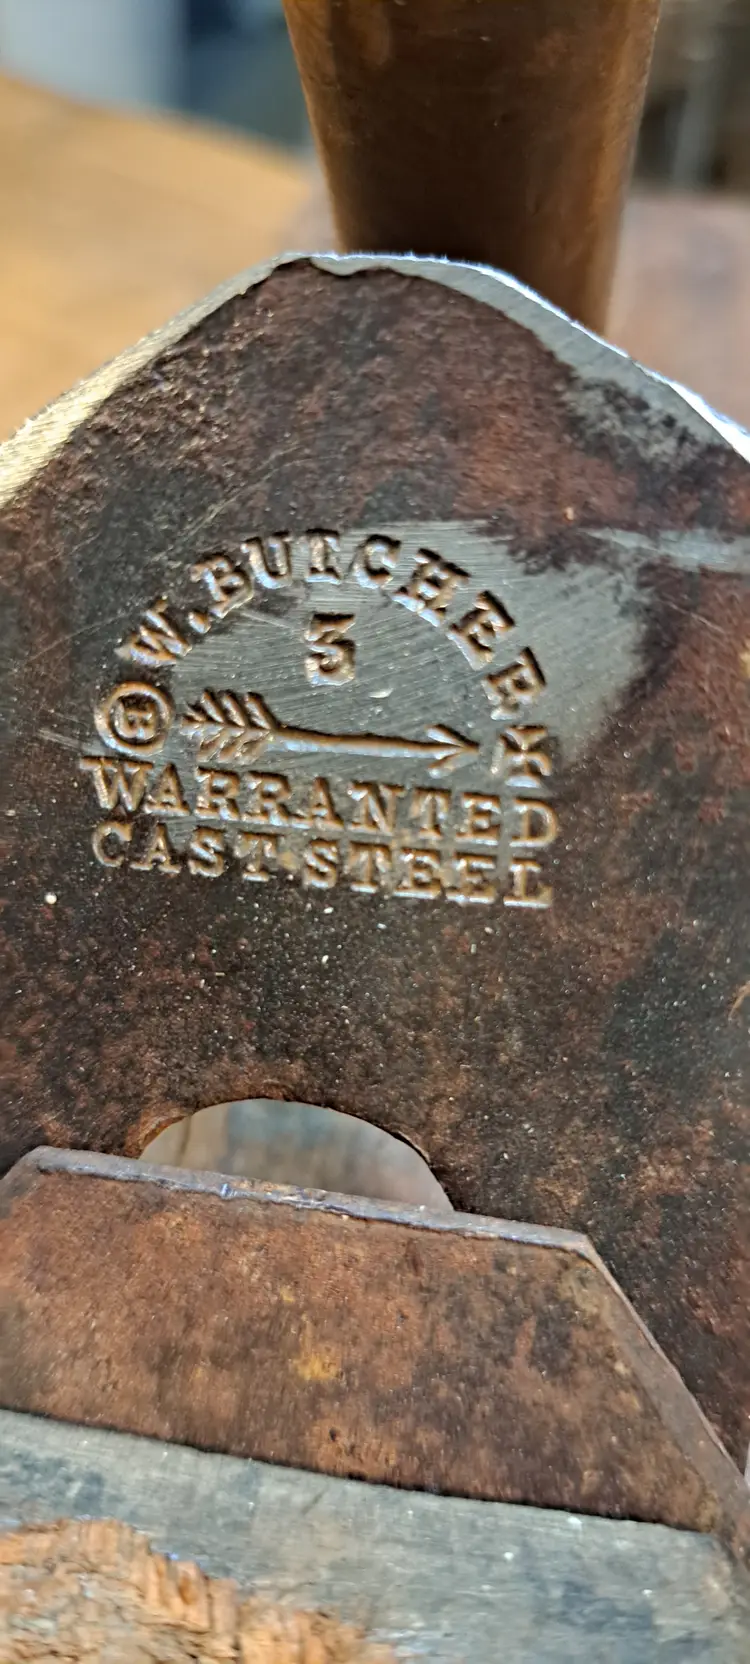 W. BUTCHER
3
B
WARRANTED
CAST·STEEL